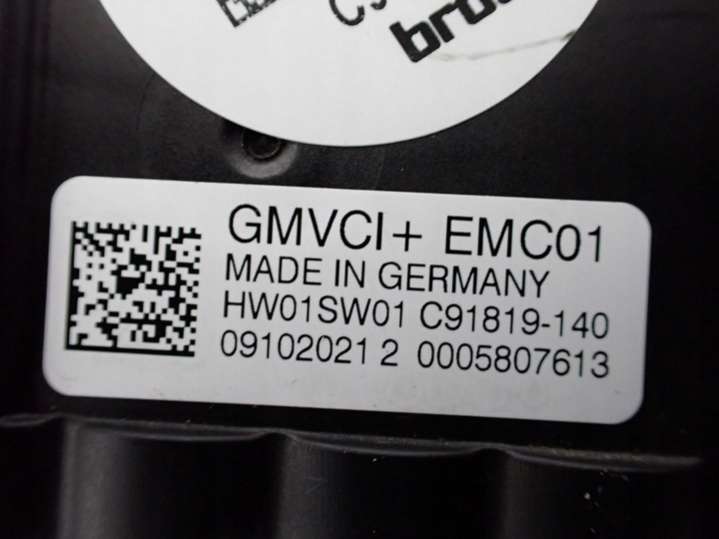 GMVCI+ EMC01
MADE IN GERMANY
HW01SW01 C91819-140
09102021 2 0005807613